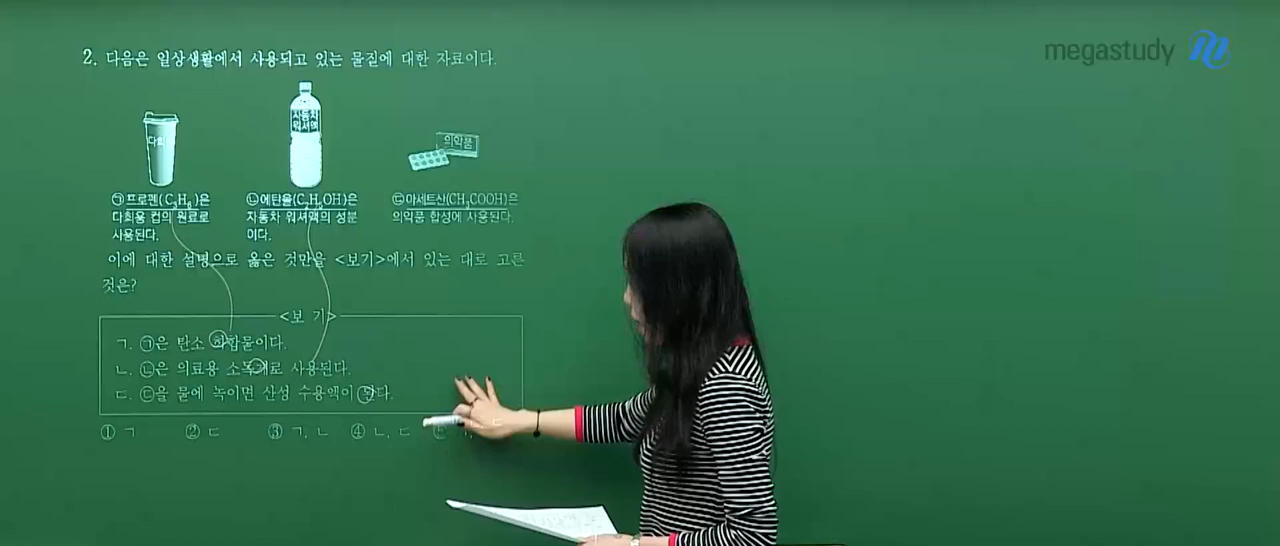 megastudy
2. 다음은 일상생활에서 사용되고 있는 물질에 대한 자료이다.
다회
자동차
워셔액
의약품
㉠프로펜(C₃H₆)은
다회용 컵의 원료로
사용된다.
㉡에탄올(C₂H₅OH)은
자동차 워셔액의 성분
이다.
㉢아세트산(CH₃COOH)은
의약품 합성에 사용된다.
이에 대한 설명으로 옳은 것만을 <보기>에서 있는 대로 고른
것은?
<보 기>
ㄱ. ㉠은 탄소 화합물이다.
ㄴ. ㉡은 의료용 소독제로 사용된다.
ㄷ. ㉢을 물에 녹이면 산성 수용액이 된다.
① ㄱ ② ㄷ ③ ㄱ, ㄴ ④ ㄴ, ㄷ